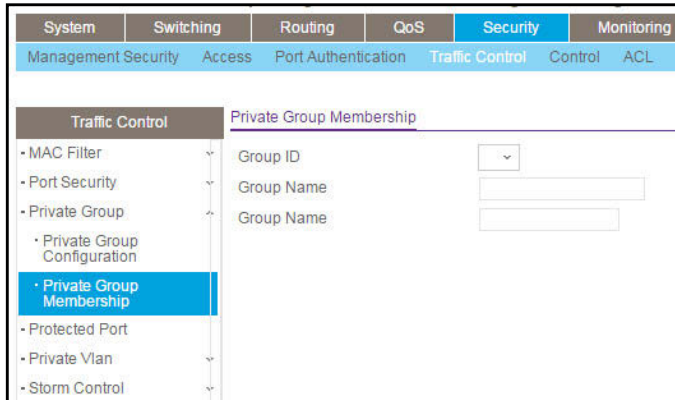 System Switching Routing QoS Security Monitoring
Management Security Access Port Authentication Traffic Control Control ACL
Traffic Control
Private Group Membership
MAC Filter
Port Security
Private Group
Private Group
Configuration
Private Group
Membership
Protected Port
Private Vlan
Storm Control
Group ID
Group Name
Group Name